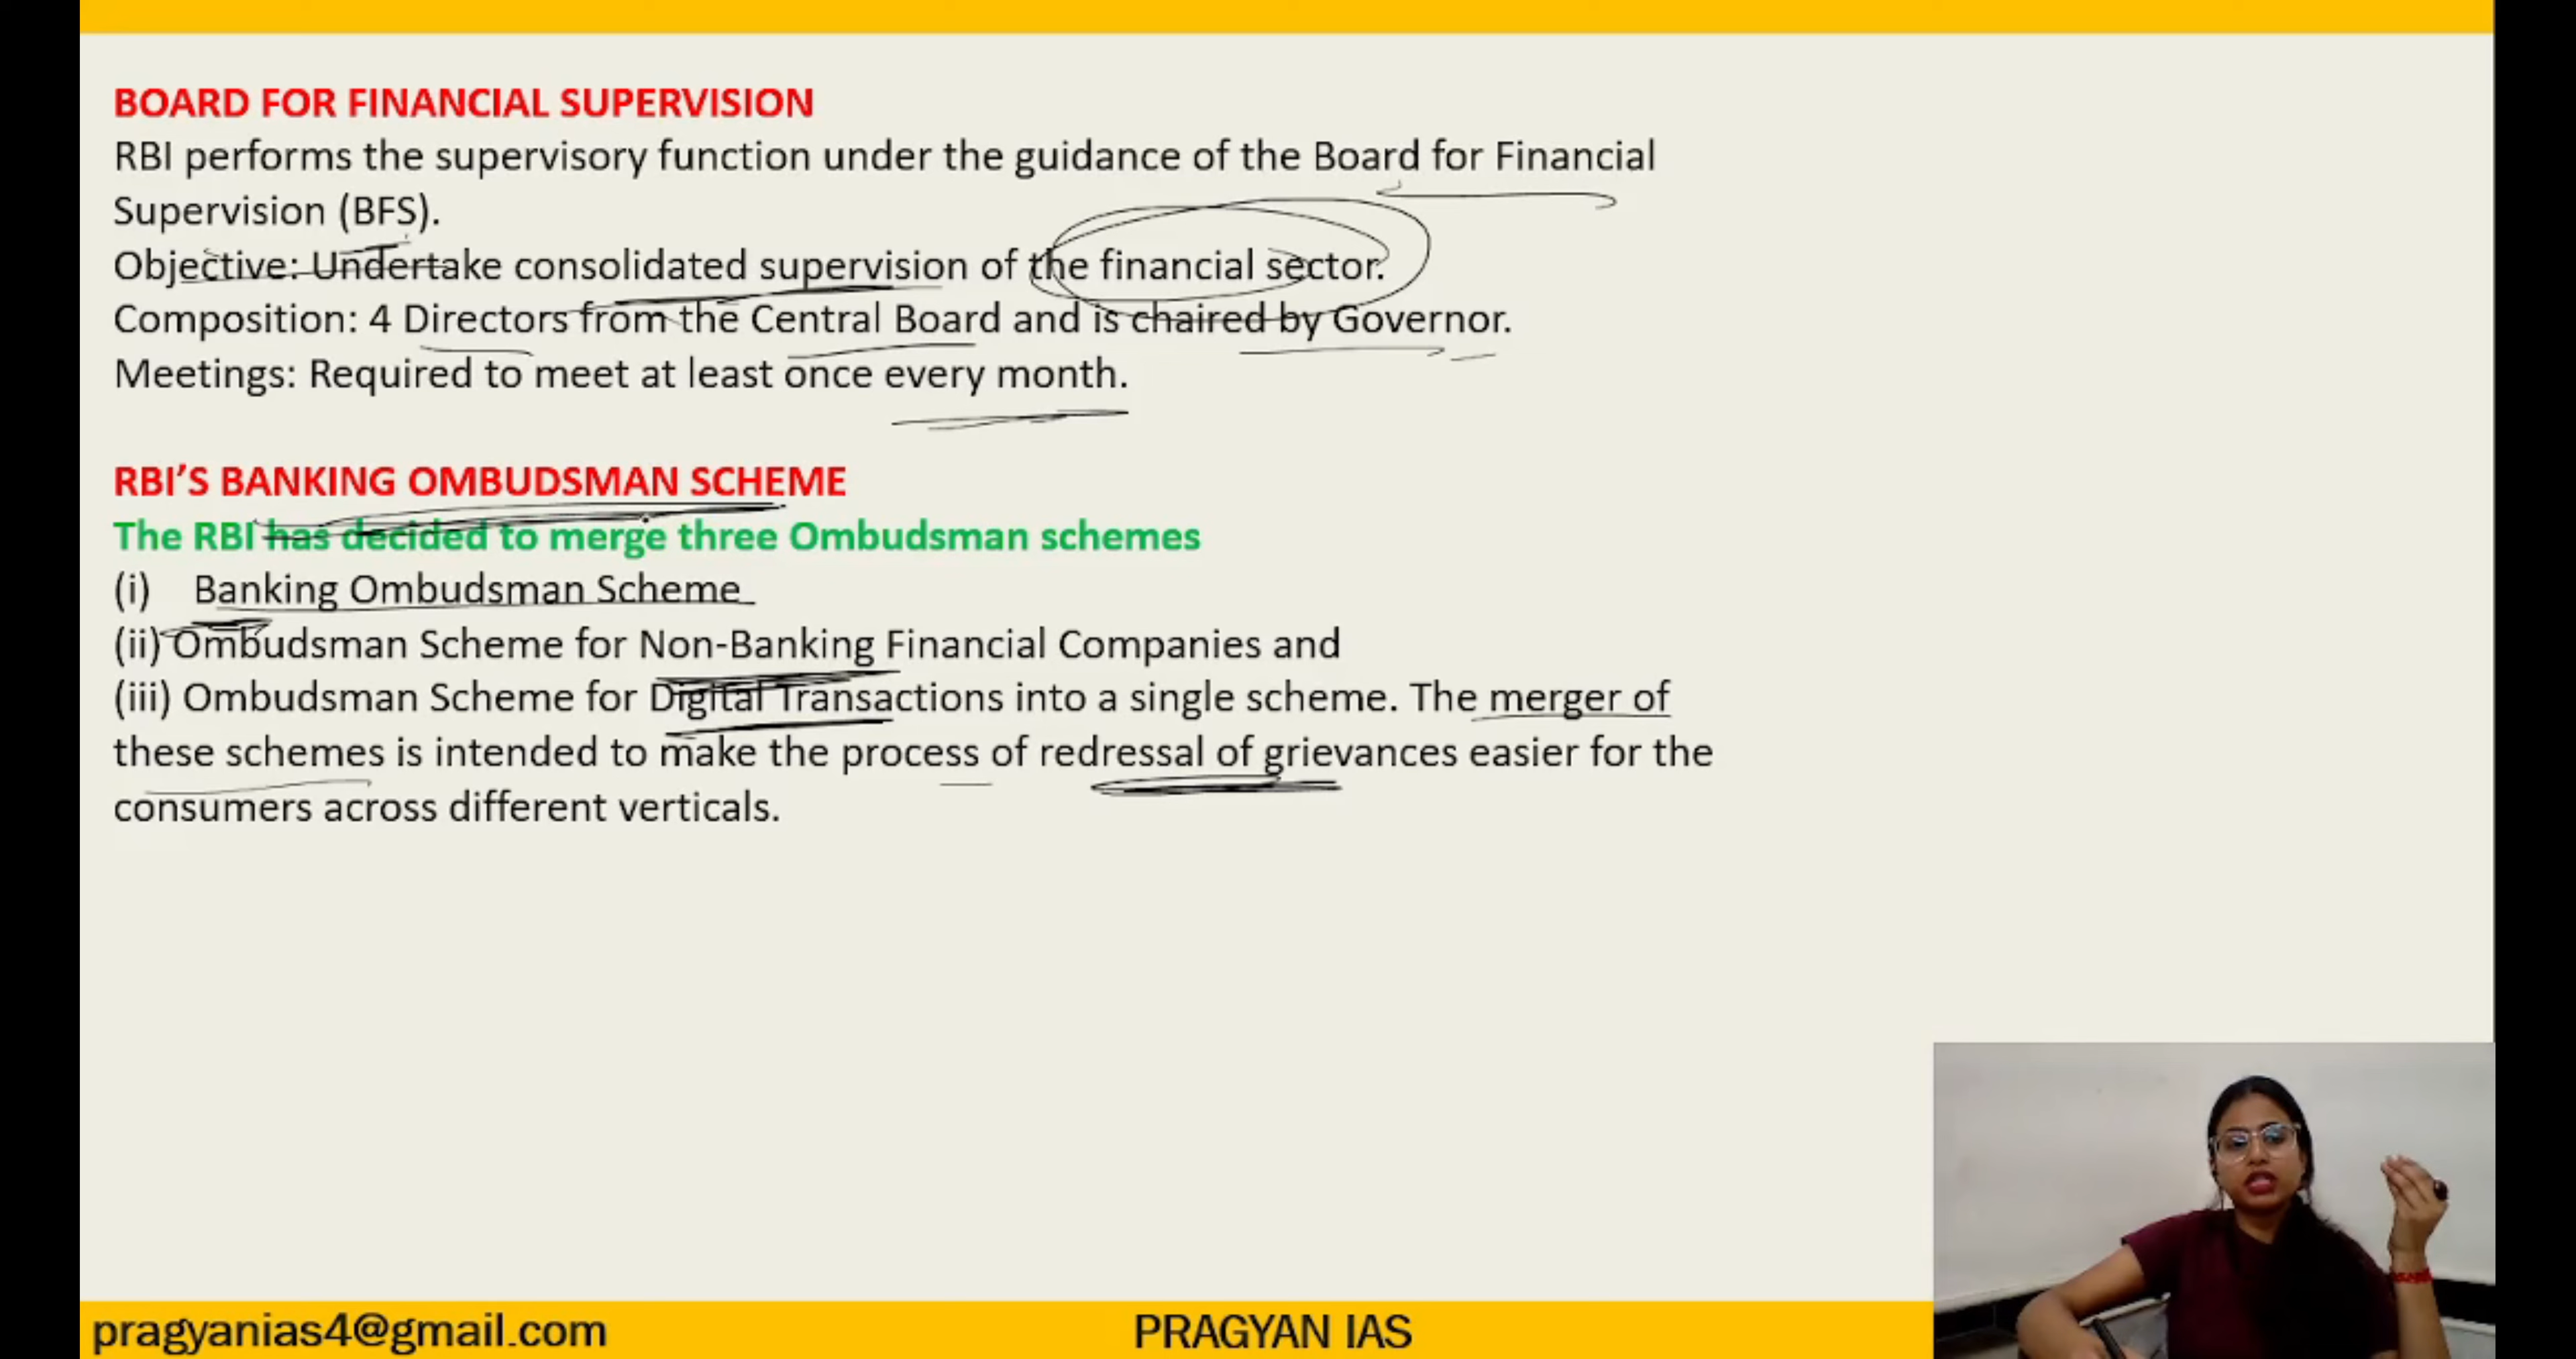 BOARD FOR FINANCIAL SUPERVISION
RBI performs the supervisory function under the guidance of the Board for Financial
Supervision (BFS).
Objective: Undertake consolidated supervision of the financial sector.
Composition: 4 Directors from the Central Board and is chaired by Governor.
Meetings: Required to meet at least once every month.
RBI’S BANKING OMBUDSMAN SCHEME
The RBI has decided to merge three Ombudsman schemes
(i) Banking Ombudsman Scheme
(ii) Ombudsman Scheme for Non-Banking Financial Companies and
(iii) Ombudsman Scheme for Digital Transactions into a single scheme. The merger of
these schemes is intended to make the process of redressal of grievances easier for the
consumers across different verticals.
pragyanias4@gmail.com PRAGYAN IAS